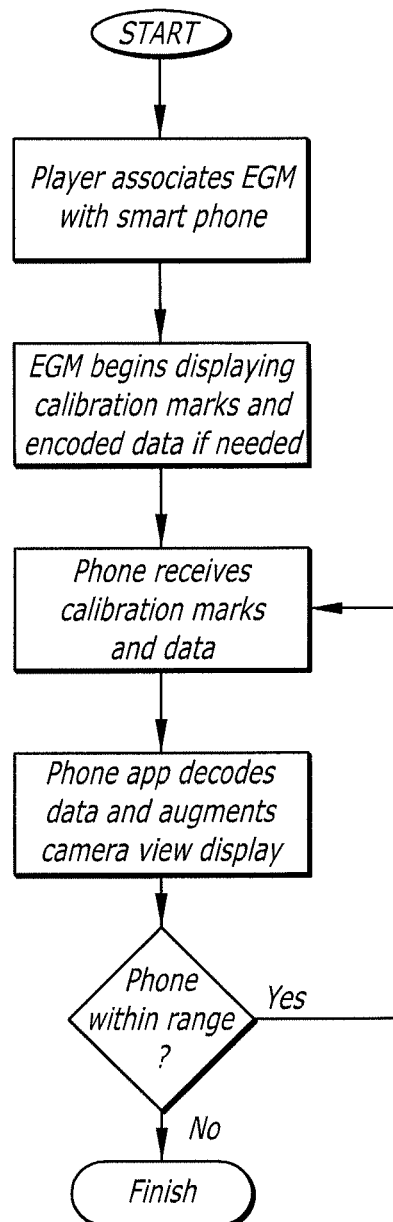 START
Player associates EGM
with smart phone
EGM begins displaying
calibration marks and
encoded data if needed
Phone receives
calibration marks
and data
Phone app decodes
data and augments
camera view display
Phone
within range
?
Yes
No
Finish